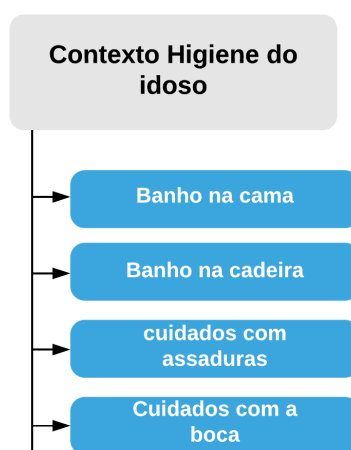 Contexto Higiene do
idoso
Banho na cama
Banho na cadeira
cuidados com
assaduras
Cuidados com a
boca